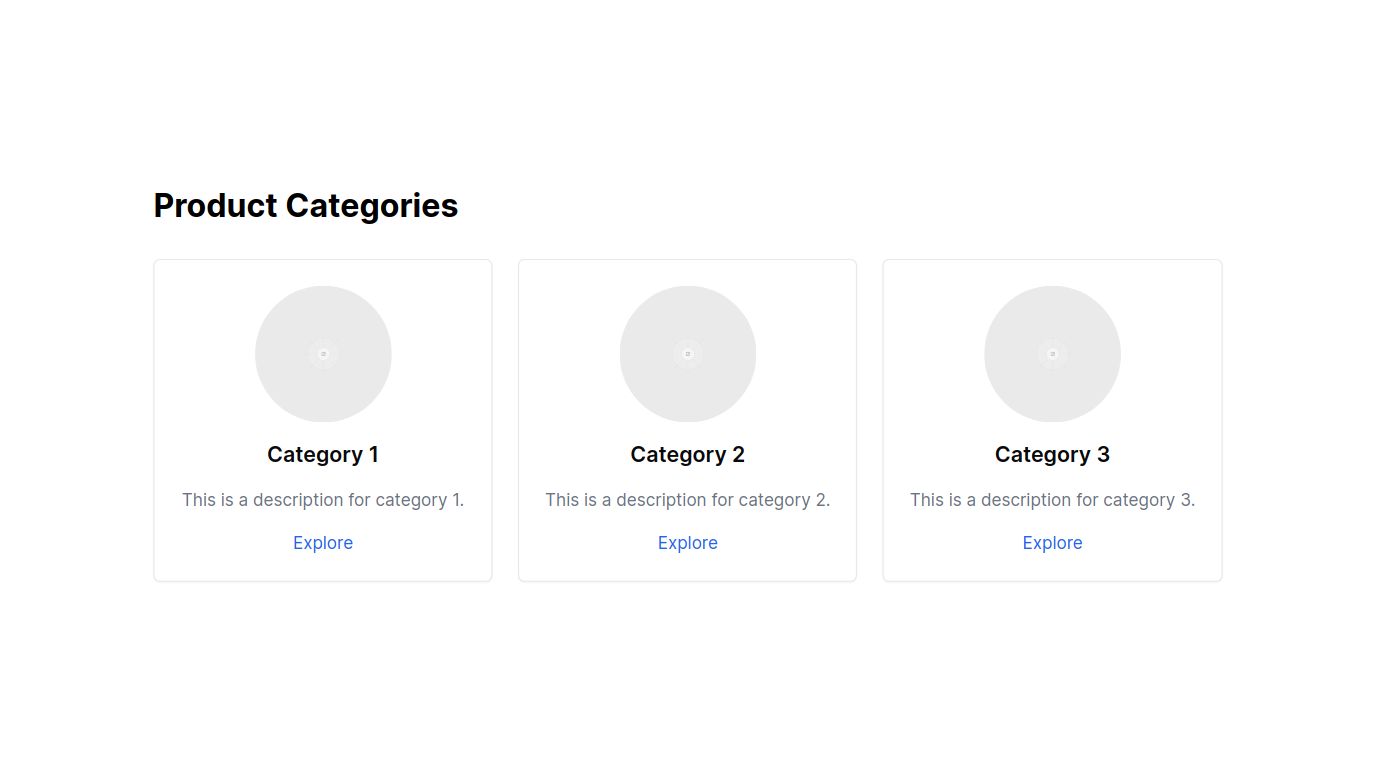 Product Categories
Category 1
This is a description for category 1.
Explore
Category 2
This is a description for category 2.
Explore
Category 3
This is a description for category 3.
Explore